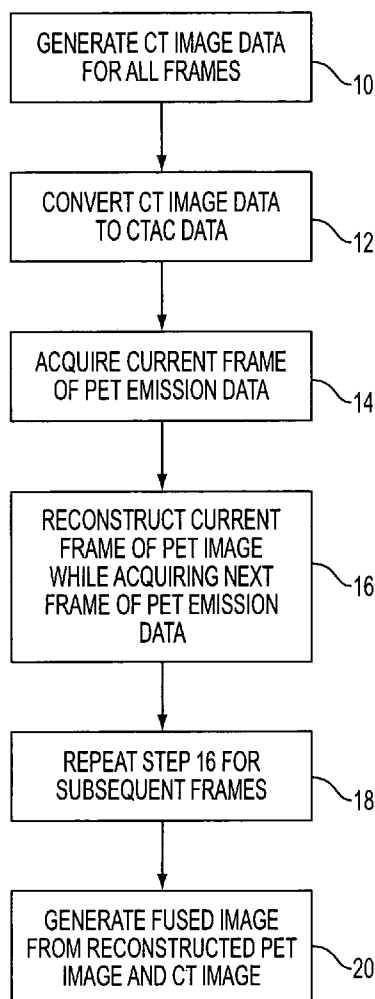 GENERATE CT IMAGE DATA
FOR ALL FRAMES
10
CONVERT CT IMAGE DATA
TO CTAC DATA
12
ACQUIRE CURRENT FRAME
OF PET EMISSION DATA
14
RECONSTRUCT CURRENT
FRAME OF PET IMAGE
WHILE ACQUIRING NEXT
FRAME OF PET EMISSION
DATA
16
REPEAT STEP 16 FOR
SUBSEQUENT FRAMES
18
GENERATE FUSED IMAGE
FROM RECONSTRUCTED PET
IMAGE AND CT IMAGE
20